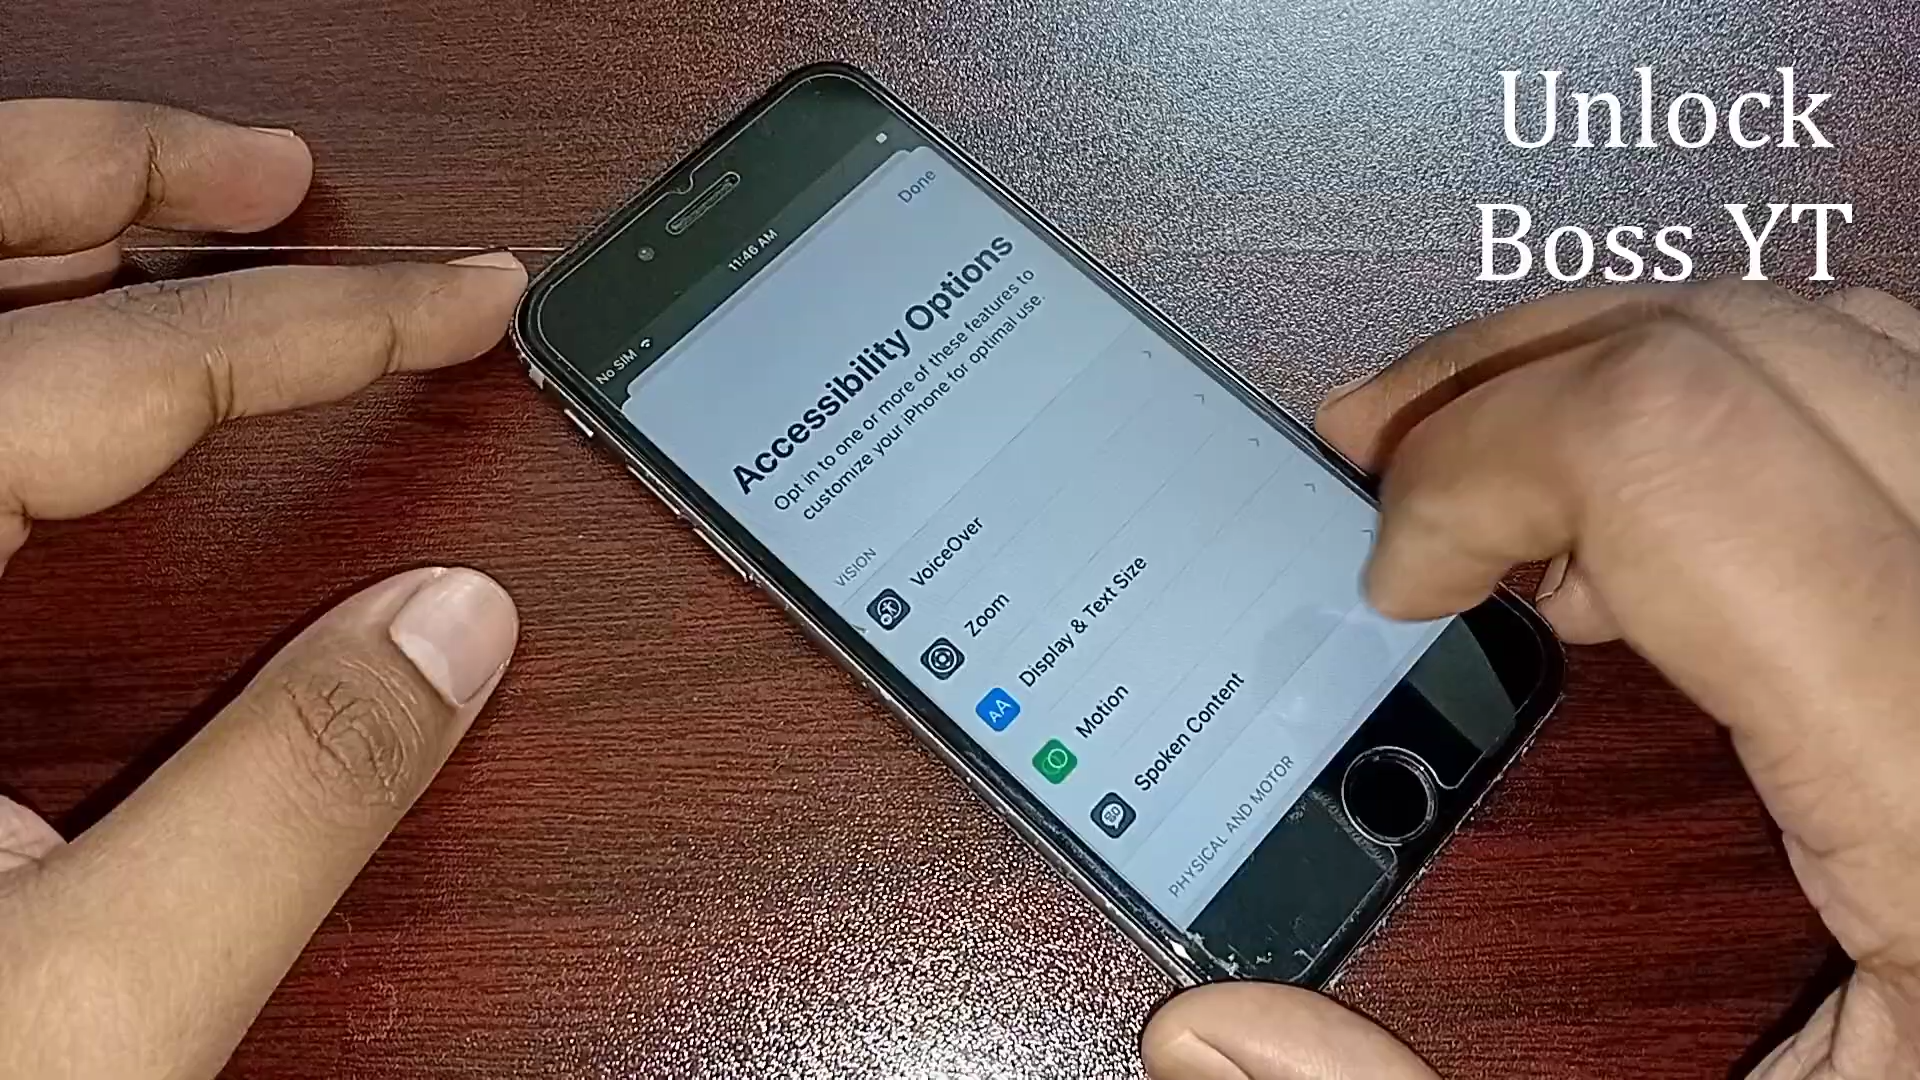 Unlock
Boss YT
No SIM
11:46 AM
Done
Accessibility Options
Opt in to one or more of these features to
customize your iPhone for optimal use.
VISION
VoiceOver
Zoom
AA
Display & Text Size
Motion
Spoken Content
PHYSICAL AND MOTOR